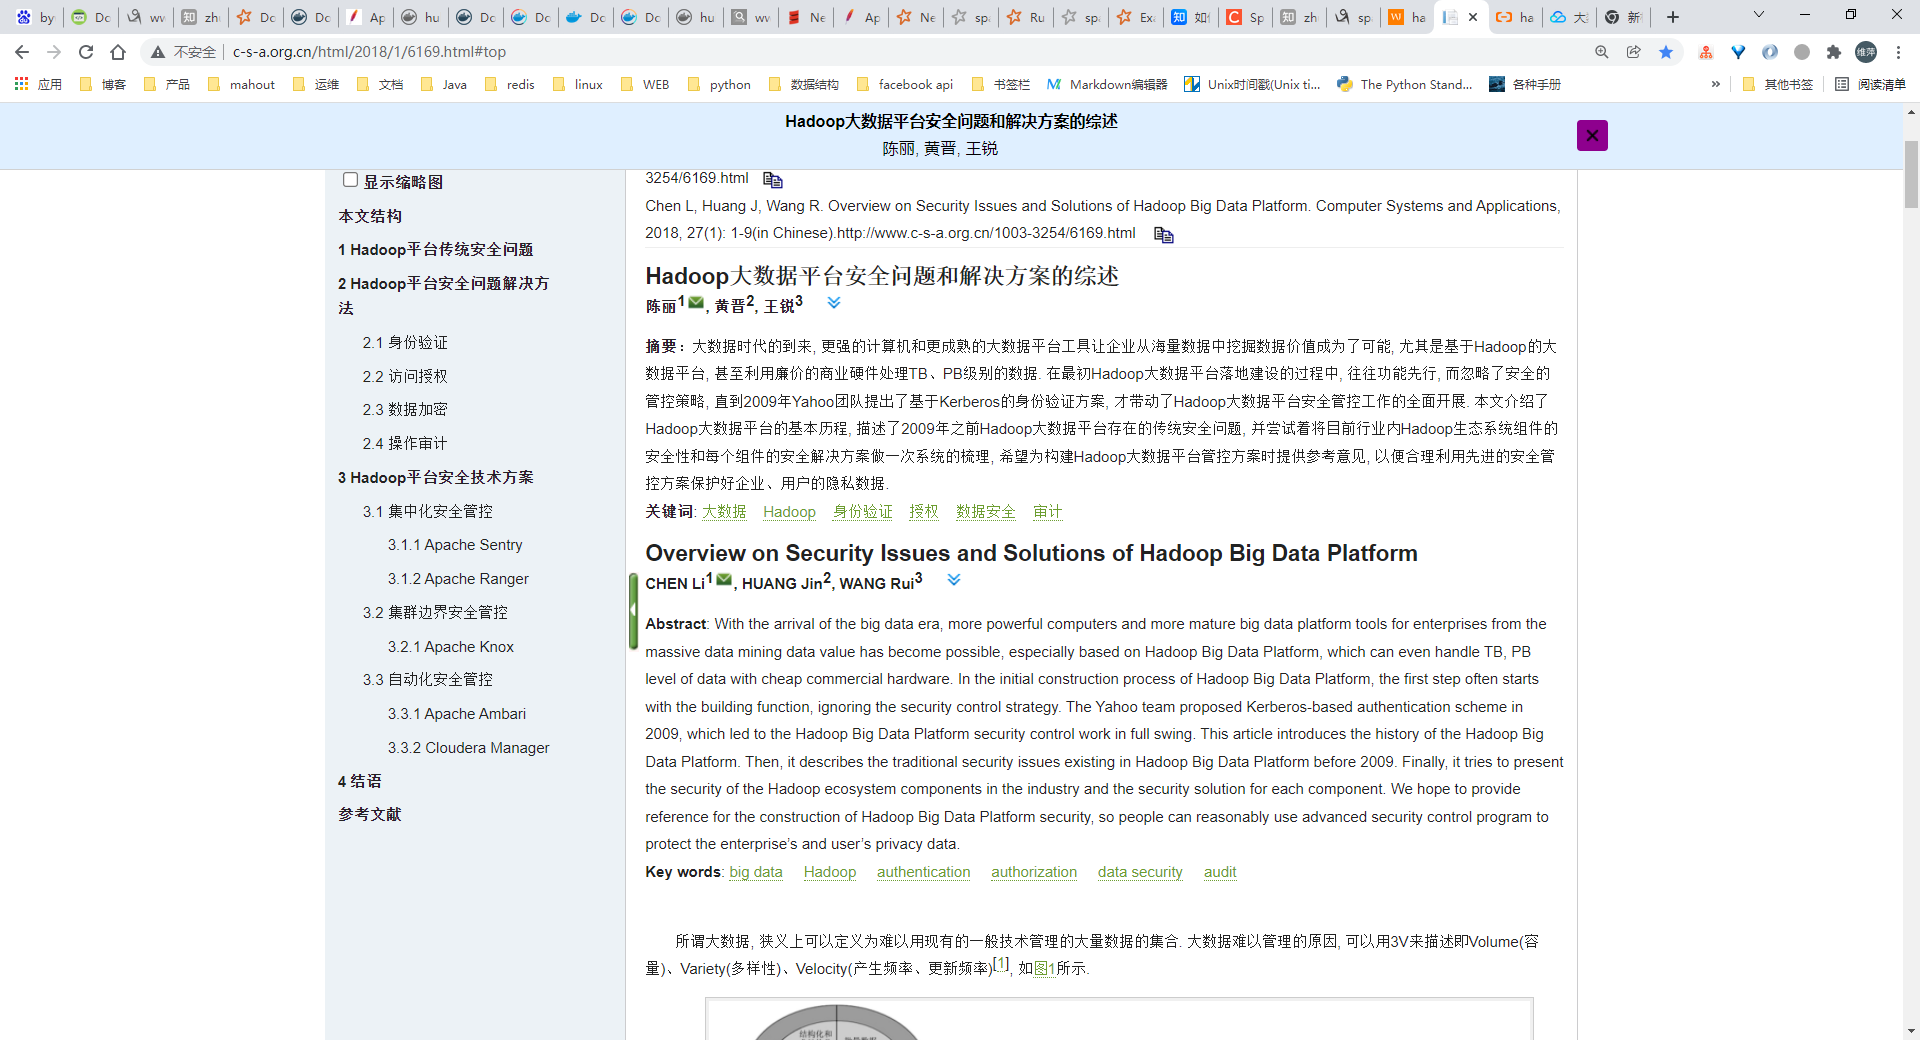 by
Dc
wv
zh
Dc
Dc
Ap
hu
Dc
Dc
Dc
Dc
hu
wv
Ne
Ap
Ne
sp
Ru
sp
Ex
如
Sp
zh
sp
ha
ha
大
新
不安全
c-s-a.org.cn/html/2018/1/6169.html#top
维萍
应用 博客 产品 mahout 运维 文档 Java redis linux WEB python 数据结构 facebook api 书签栏 Markdown编辑器 Unix时间戳(Unix ti... The Python Stand... 各种手册 » 其他书签 阅读清单
Hadoop大数据平台安全问题和解决方案的综述
陈丽, 黄晋, 王锐
显示缩略图
本文结构
1 Hadoop平台传统安全问题
2 Hadoop平台安全问题解决方
法
2.1 身份验证
2.2 访问授权
2.3 数据加密
2.4 操作审计
3 Hadoop平台安全技术方案
3.1 集中化安全管控
3.1.1 Apache Sentry
3.1.2 Apache Ranger
3.2 集群边界安全管控
3.2.1 Apache Knox
3.3 自动化安全管控
3.3.1 Apache Ambari
3.3.2 Cloudera Manager
4 结语
参考文献
3254/6169.html
Chen L, Huang J, Wang R. Overview on Security Issues and Solutions of Hadoop Big Data Platform. Computer Systems and Applications,
2018, 27(1): 1-9(in Chinese).http://www.c-s-a.org.cn/1003-3254/6169.html
Hadoop大数据平台安全问题和解决方案的综述
陈丽1, 黄晋2, 王锐3
摘要：大数据时代的到来, 更强的计算机和更成熟的大数据平台工具让企业从海量数据中挖掘数据价值成为了可能, 尤其是基于Hadoop的大
数据平台, 甚至利用廉价的商业硬件处理TB、PB级别的数据. 在最初Hadoop大数据平台落地建设的过程中, 往往功能先行, 而忽略了安全的
管控策略, 直到2009年Yahoo团队提出了基于Kerberos的身份验证方案, 才带动了Hadoop大数据平台安全管控工作的全面开展. 本文介绍了
Hadoop大数据平台的基本历程, 描述了2009年之前Hadoop大数据平台存在的传统安全问题, 并尝试着将目前行业内Hadoop生态系统组件的
安全性和每个组件的安全解决方案做一次系统的梳理, 希望为构建Hadoop大数据平台管控方案时提供参考意见, 以便合理利用先进的安全管
控方案保护好企业、用户的隐私数据.
关键词: 大数据 Hadoop 身份验证 授权 数据安全 审计
Overview on Security Issues and Solutions of Hadoop Big Data Platform
CHEN Li1, HUANG Jin2, WANG Rui3
Abstract: With the arrival of the big data era, more powerful computers and more mature big data platform tools for enterprises from the
massive data mining data value has become possible, especially based on Hadoop Big Data Platform, which can even handle TB, PB
level of data with cheap commercial hardware. In the initial construction process of Hadoop Big Data Platform, the first step often starts
with the building function, ignoring the security control strategy. The Yahoo team proposed Kerberos-based authentication scheme in
2009, which led to the Hadoop Big Data Platform security control work in full swing. This article introduces the history of the Hadoop Big
Data Platform. Then, it describes the traditional security issues existing in Hadoop Big Data Platform before 2009. Finally, it tries to present
the security of the Hadoop ecosystem components in the industry and the security solution for each component. We hope to provide
reference for the construction of Hadoop Big Data Platform security, so people can reasonably use advanced security control program to
protect the enterprise’s and user’s privacy data.
Key words: big data Hadoop authentication authorization data security audit
所谓大数据, 狭义上可以定义为难以用现有的一般技术管理的大量数据的集合. 大数据难以管理的原因, 可以用3V来描述即Volume(容
量)、Variety(多样性)、Velocity(产生频率、更新频率)[1], 如图1所示.
结构化和